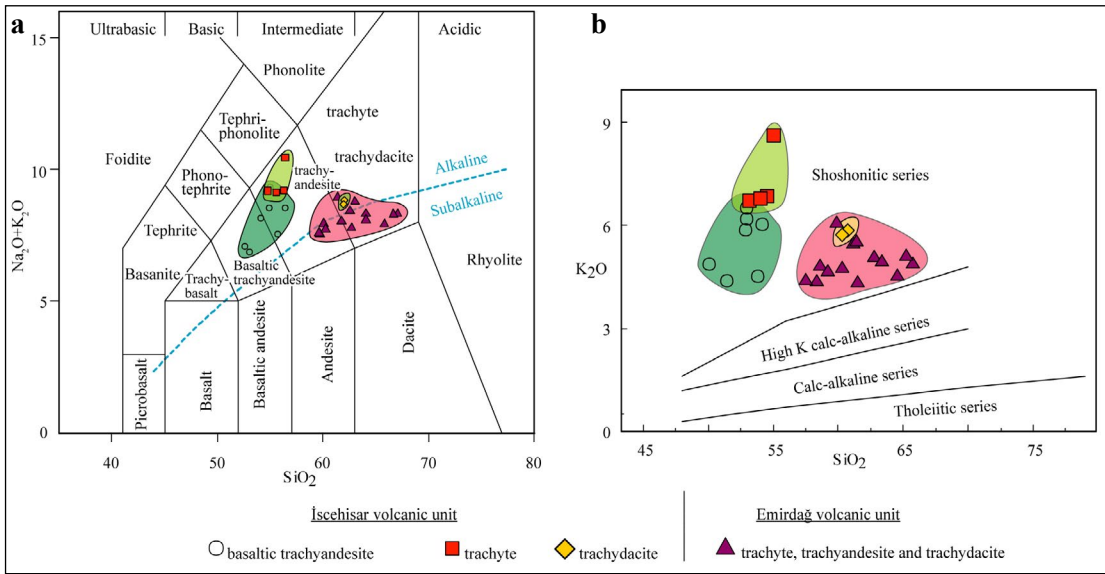 a
Ultrabasic
Basic
Intermediate
Acidic
15
10
5
0
Na2O+K2O
Phonolite
trachyte
Tephri-
phonolite
Foidite
Phono-
tephrite
trachydacite
trachy-
andesite
Alkaline
Subalkaline
Tephrite
Basanite
Trachy-
basalt
Basaltic
trachyandesite
Rhyolite
Picrobasalt
Basalt
Basaltic andesite
Andesite
Dacite
40
50
60
70
80
SiO2
b
9
6
K2O
3
0
Shoshonitic series
High K calc-alkaline series
Calc-alkaline series
Tholeiitic series
45
55
65
75
SiO2
İscehisar volcanic unit
basaltic trachyandesite
trachyte
trachydacite
Emirdağ volcanic unit
trachyte, trachyandesite and trachydacite